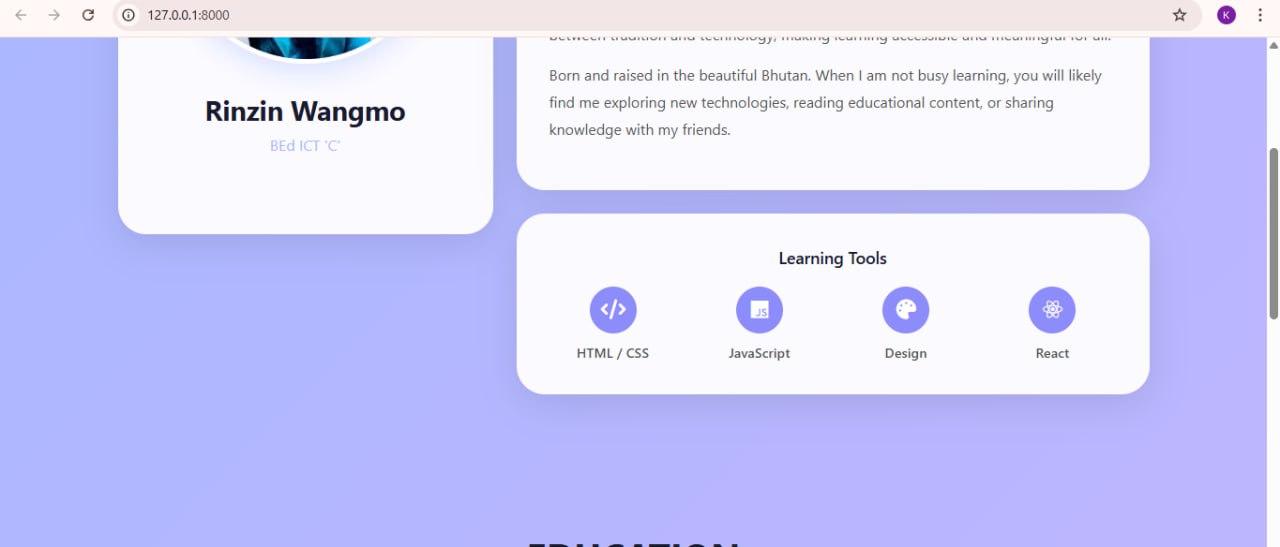 127.0.0.1:8000
K
between tradition and technology, making learning accessible and meaningful for all.
Born and raised in the beautiful Bhutan. When I am not busy learning, you will likely
find me exploring new technologies, reading educational content, or sharing
knowledge with my friends.
Rinzin Wangmo
BEd ICT 'C'
Learning Tools
JS
HTML / CSS
JavaScript
Design
React
EDUCATION